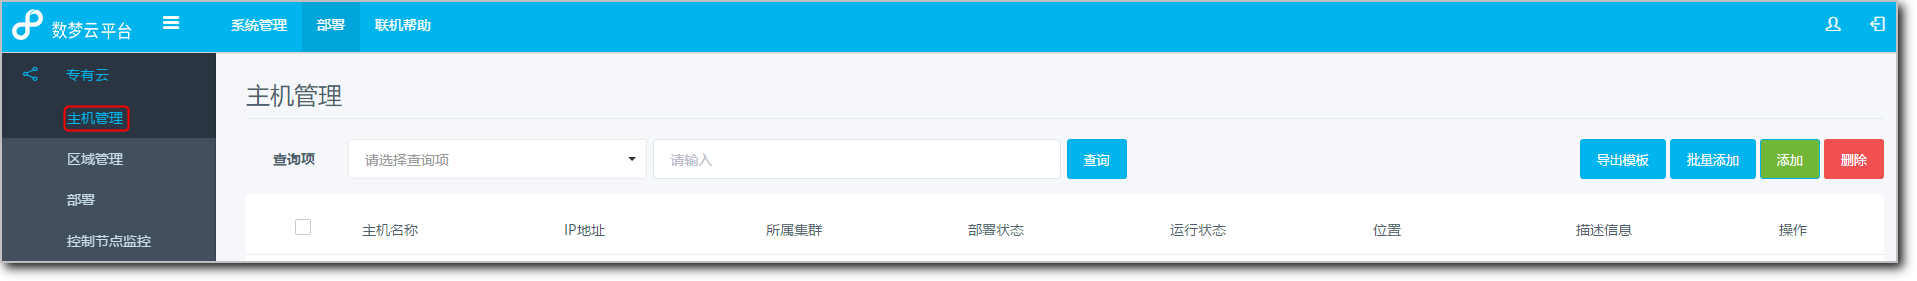 数梦云平台 系统管理 部署 联机帮助
专有云
主机管理
区域管理
部署
控制节点监控
主机管理
查询项 请选择查询项 请输入 查询 导出模板 批量添加 添加 删除
主机名称 IP地址 所属集群 部署状态 运行状态 位置 描述信息 操作